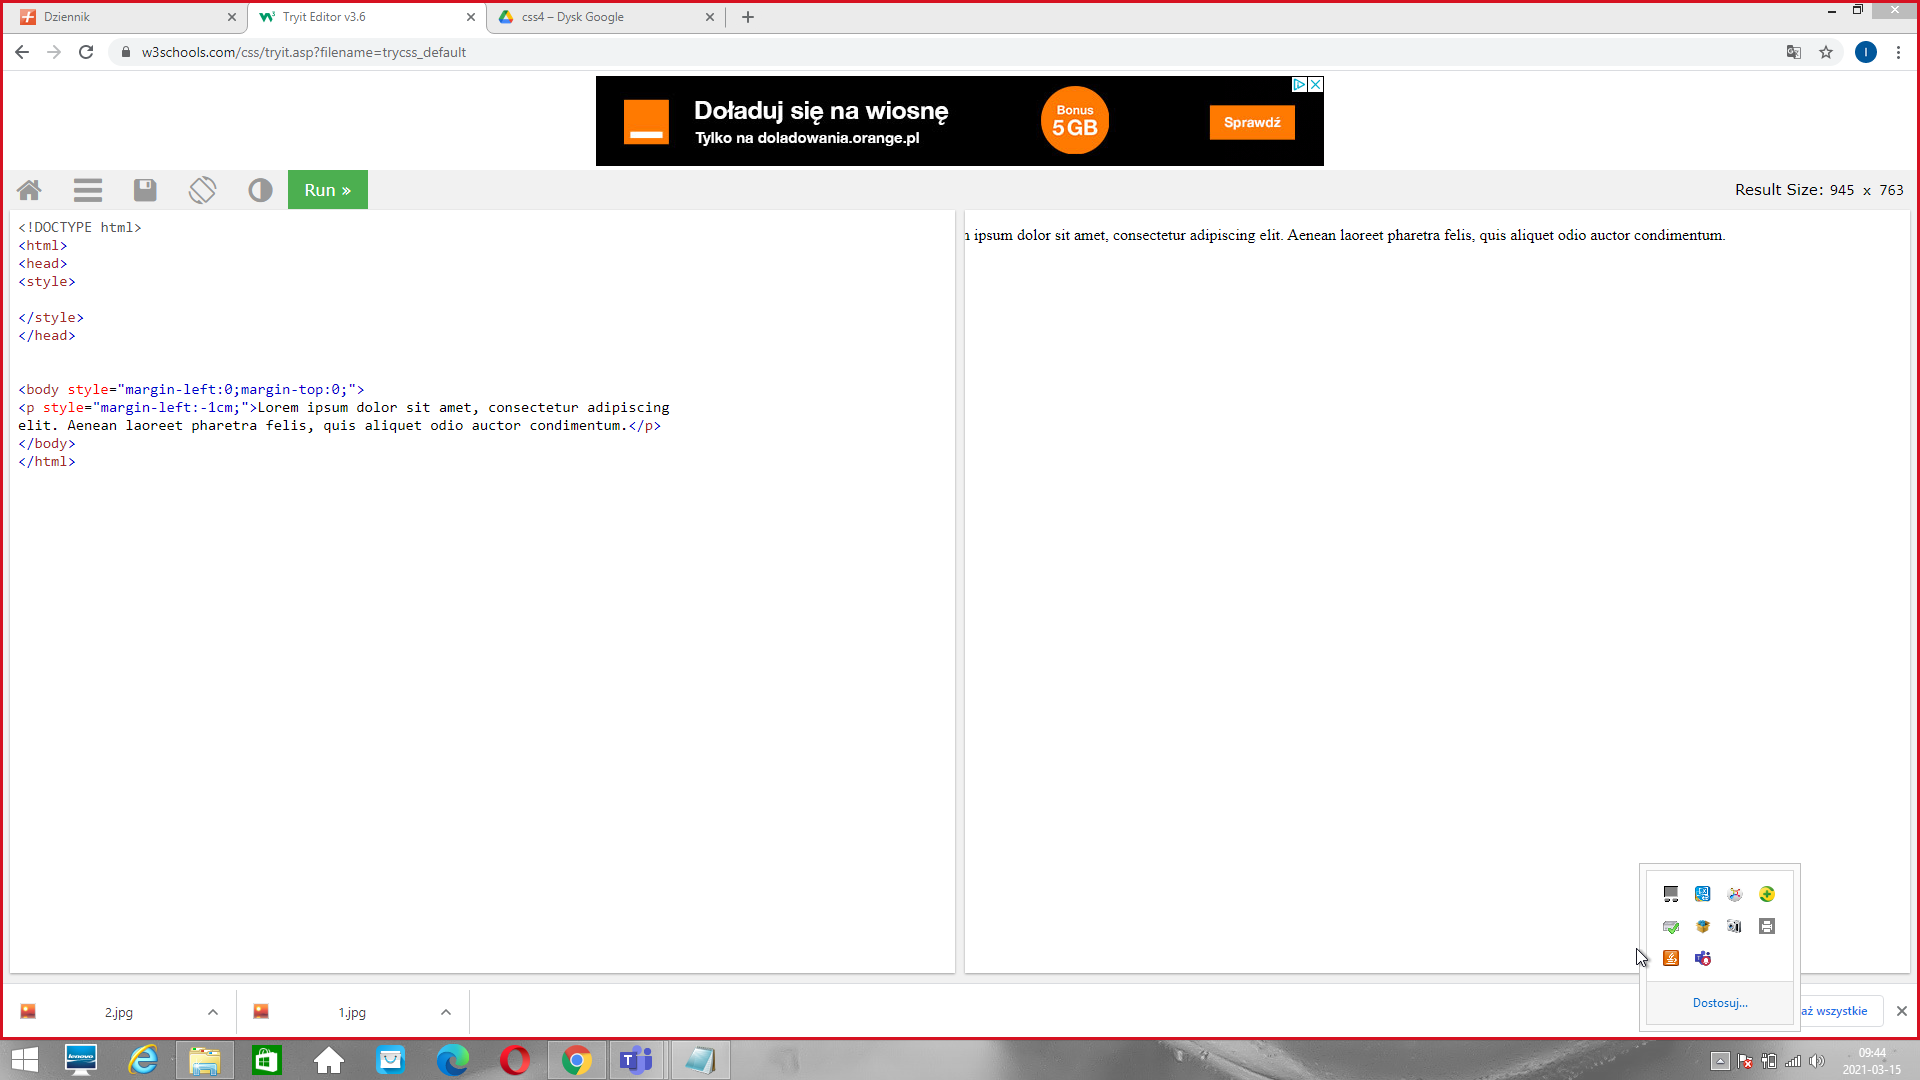 Dziennik
Tryit Editor v3.6
css4 – Dysk Google
w3schools.com/css/tryit.asp?filename=trycss_default
Doładuj się na wiosnę
Tylko na doladowania.orange.pl
Bonus
5GB
Sprawdź
Run »
Result Size: 945 x 763
<!DOCTYPE html>
<html>
<head>
<style>
</style>
</head>
<body style="margin-left:0;margin-top:0;">
<p style="margin-left:-1cm;">Lorem ipsum dolor sit amet, consectetur adipiscing
elit. Aenean laoreet pharetra felis, quis aliquet odio auctor condimentum.</p>
</body>
</html>
ipsum dolor sit amet, consectetur adipiscing elit. Aenean laoreet pharetra felis, quis aliquet odio auctor condimentum.
Dostosuj...
2.jpg
1.jpg
aż wszystkie
lenovo
09:44
2021-03-15